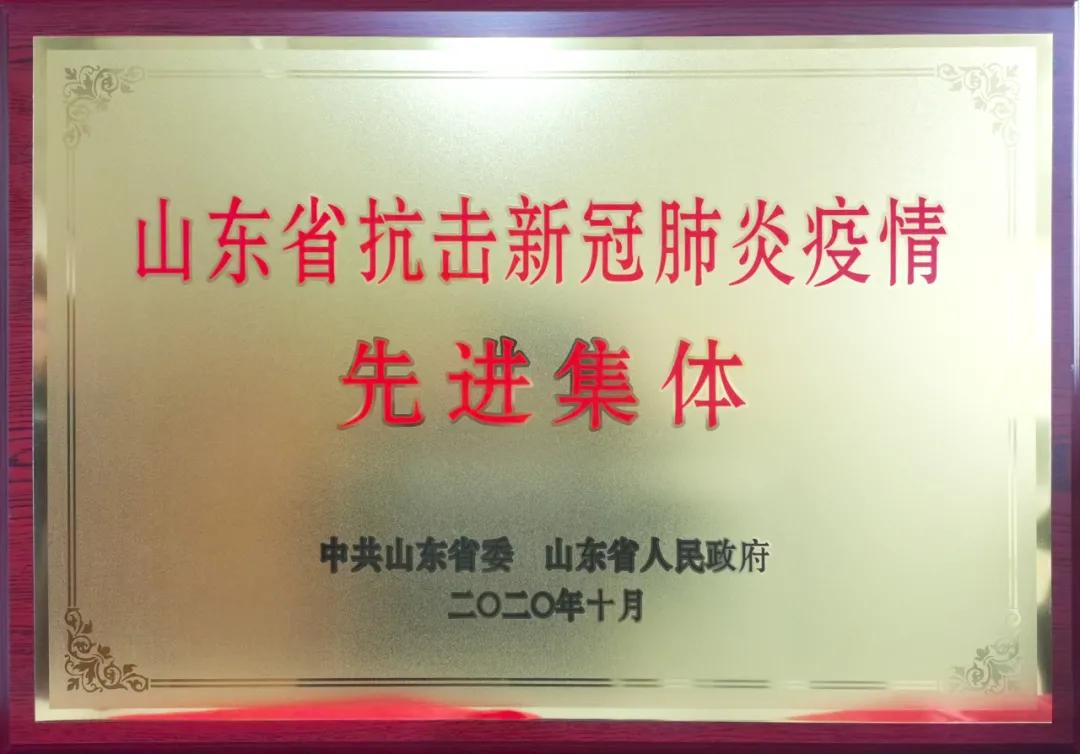 山东省抗击新冠肺炎疫情
先进集体
中共山东省委 山东省人民政府
二〇二〇年十月